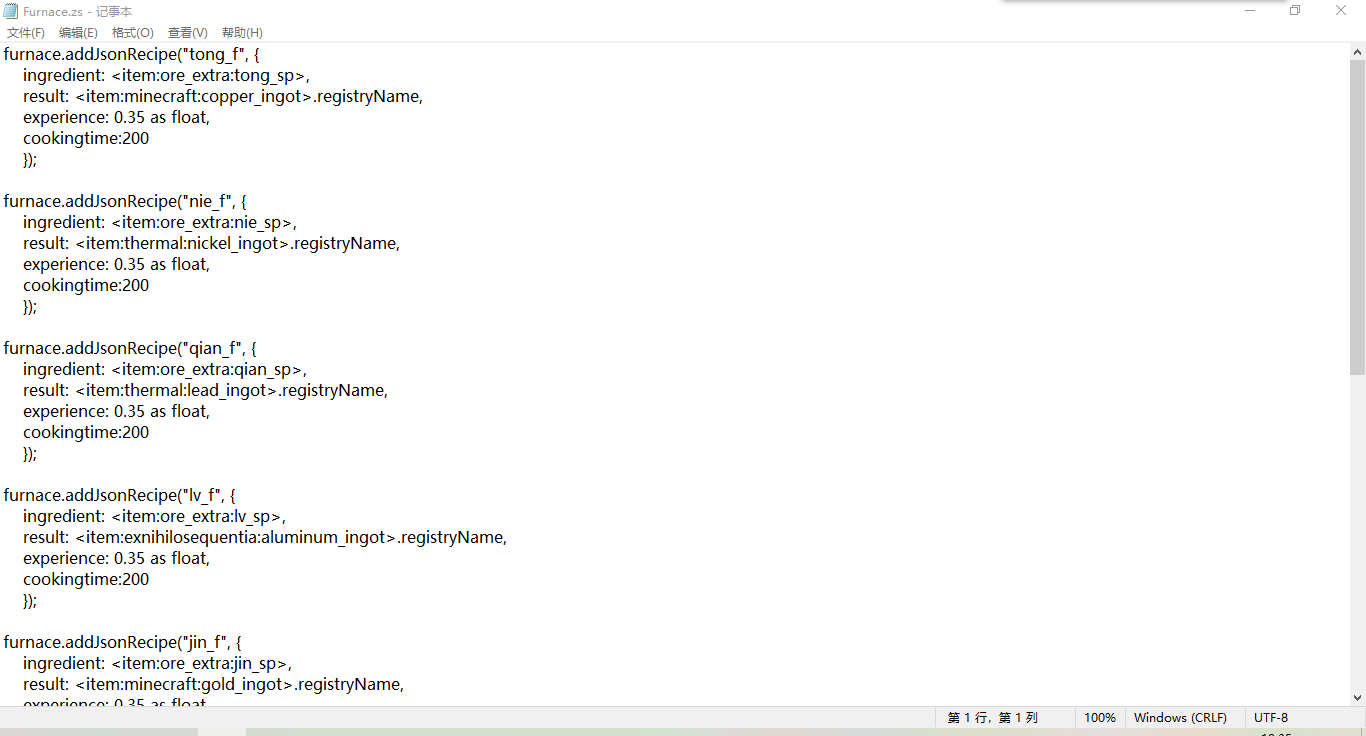 Furnace.zs - 记事本
文件(F) 编辑(E) 格式(O) 查看(V) 帮助(H)
furnace.addJsonRecipe("tong_f", {
ingredient: <item:ore_extra:tong_sp>,
result: <item:minecraft:copper_ingot>.registryName,
experience: 0.35 as float,
cookingtime:200
});
furnace.addJsonRecipe("nie_f", {
ingredient: <item:ore_extra:nie_sp>,
result: <item:thermal:nickel_ingot>.registryName,
experience: 0.35 as float,
cookingtime:200
});
furnace.addJsonRecipe("qian_f", {
ingredient: <item:ore_extra:qian_sp>,
result: <item:thermal:lead_ingot>.registryName,
experience: 0.35 as float,
cookingtime:200
});
furnace.addJsonRecipe("lv_f", {
ingredient: <item:ore_extra:lv_sp>,
result: <item:exnihilosequentia:aluminum_ingot>.registryName,
experience: 0.35 as float,
cookingtime:200
});
furnace.addJsonRecipe("jin_f", {
ingredient: <item:ore_extra:jin_sp>,
result: <item:minecraft:gold_ingot>.registryName,
experience: 0.35 as float
第 1 行，第 1 列 100% Windows (CRLF) UTF-8